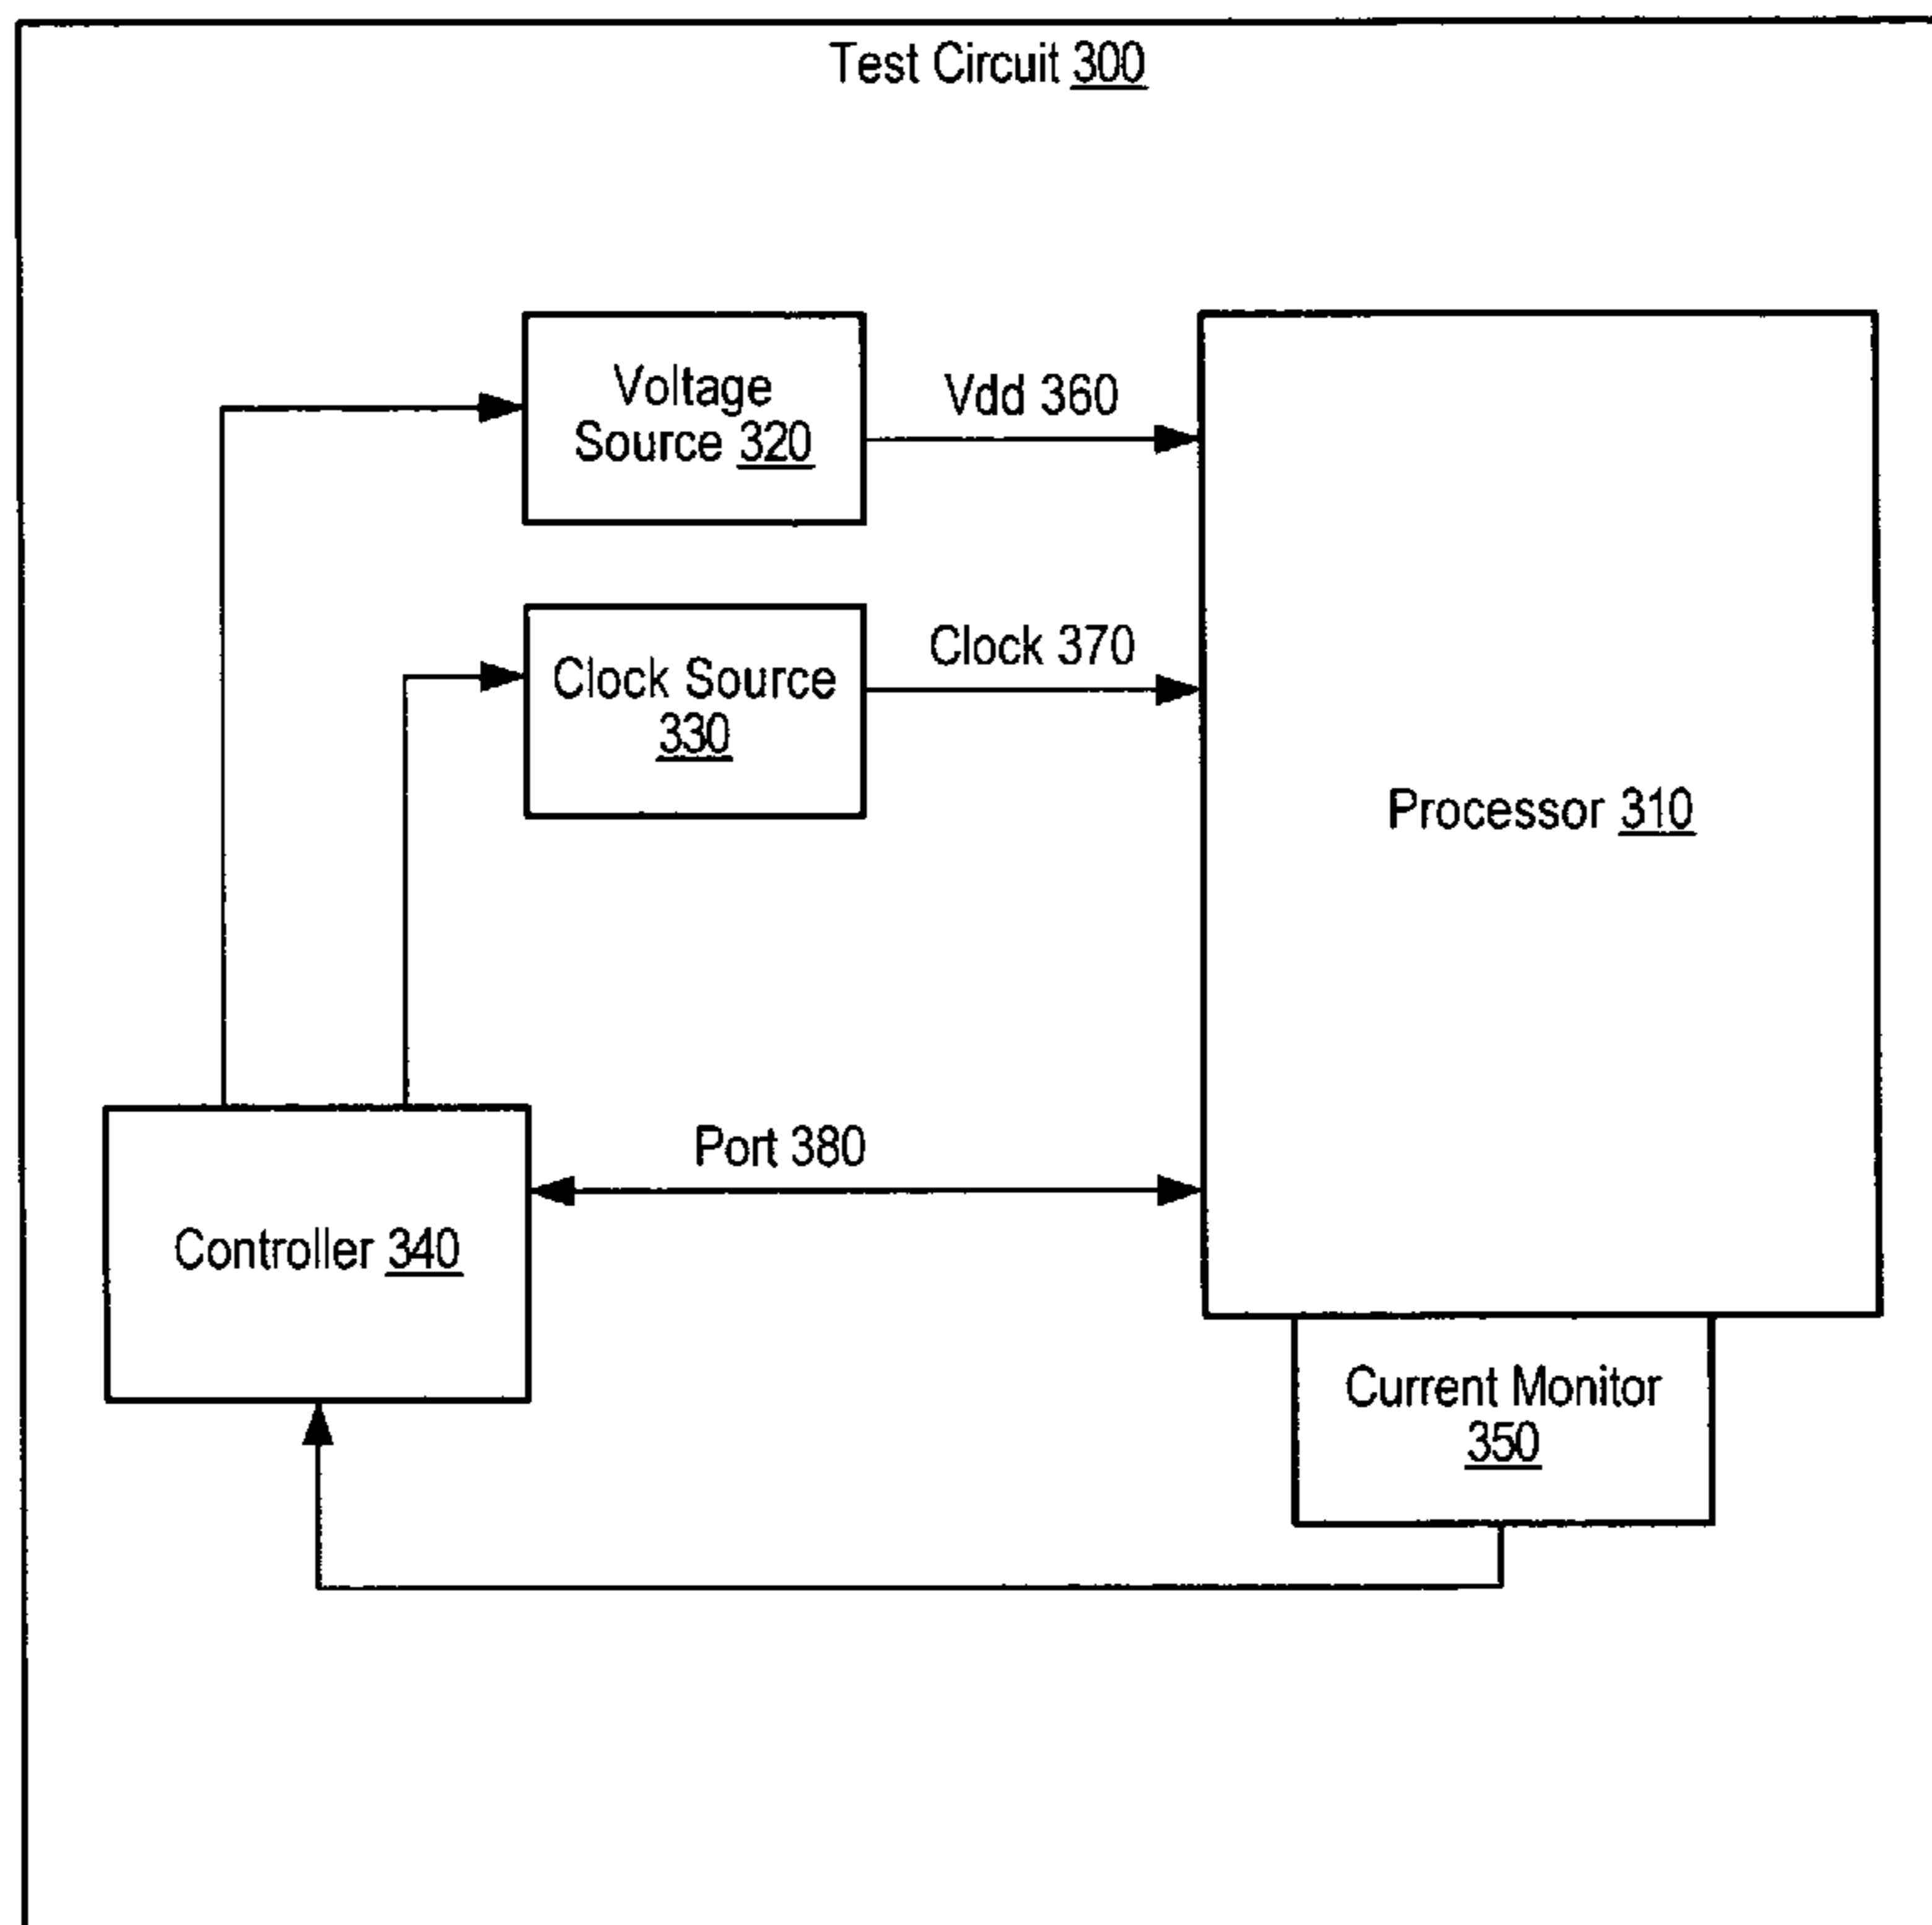 Test Circuit 300
Voltage
Source 320
Vdd 360
Clock Source
330
Clock 370
Processor 310
Port 380
Controller 340
Current Monitor
350